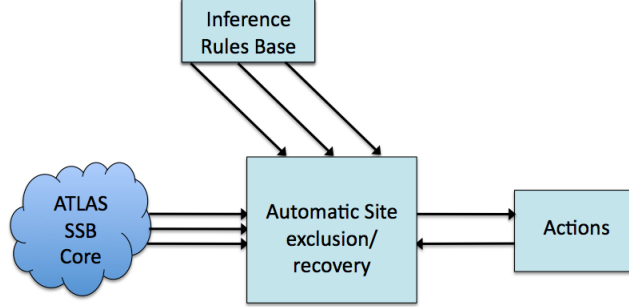 Inference
Rules Base
ATLAS
SSB
Core
Automatic Site
exclusion/
recovery
Actions